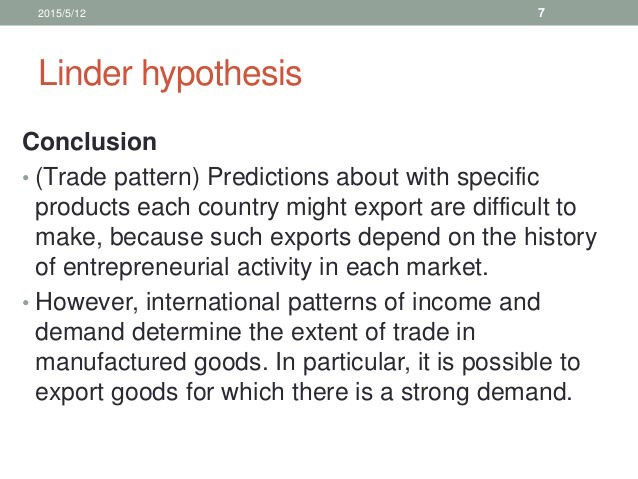 2015/5/12 7
Linder hypothesis
Conclusion
• (Trade pattern) Predictions about with specific
products each country might export are difficult to
make, because such exports depend on the history
of entrepreneurial activity in each market.
• However, international patterns of income and
demand determine the extent of trade in
manufactured goods. In particular, it is possible to
export goods for which there is a strong demand.